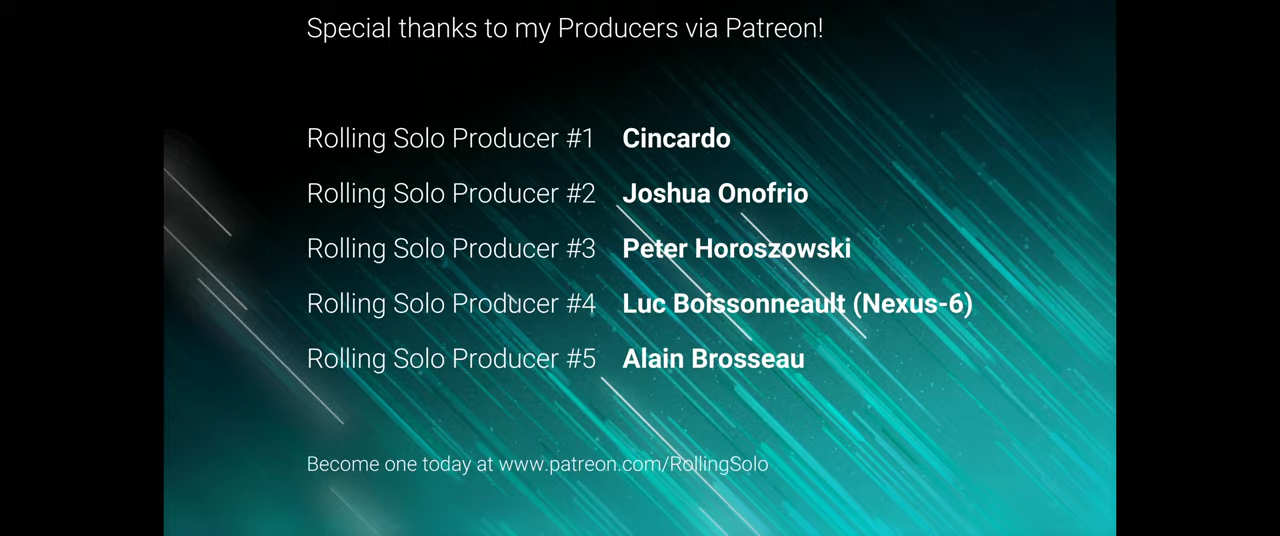 Special thanks to my Producers via Patreon!
Rolling Solo Producer #1 Cincardo
Rolling Solo Producer #2 Joshua Onofrio
Rolling Solo Producer #3 Peter Horoszowski
Rolling Solo Producer #4 Luc Boissonneault (Nexus-6)
Rolling Solo Producer #5 Alain Brosseau
Become one today at www.patreon.com/RollingSolo